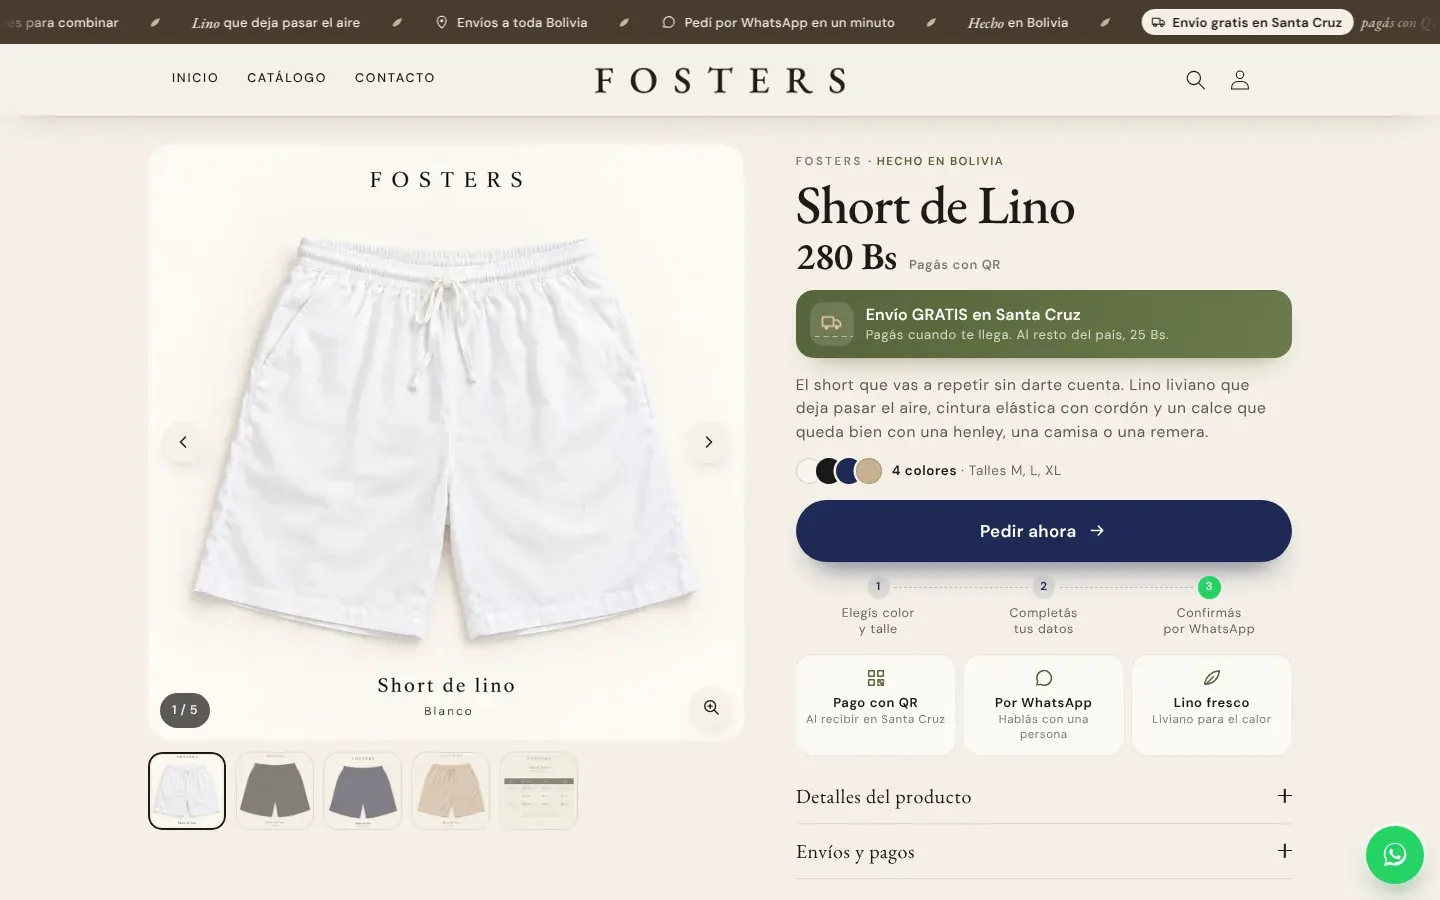 es para combinar
Lino que deja pasar el aire
Envíos a toda Bolivia
Pedí por WhatsApp en un minuto
Hecho en Bolivia
Envío gratis en Santa Cruz
pagás con Q
INICIO
CATÁLOGO
CONTACTO
FOSTERS
FOSTERS
Short de lino
Blanco
1 / 5
FOSTERS · HECHO EN BOLIVIA
Short de Lino
280 Bs Pagás con QR
Envío GRATIS en Santa Cruz
Pagás cuando te llega. Al resto del país, 25 Bs.
El short que vas a repetir sin darte cuenta. Lino liviano que
deja pasar el aire, cintura elástica con cordón y un calce que
queda bien con una henley, una camisa o una remera.
4 colores · Talles M, L, XL
Pedir ahora →
1
Elegís color
y talle
2
Completás
tus datos
3
Confirmás
por WhatsApp
Pago con QR
Al recibir en Santa Cruz
Por WhatsApp
Hablás con una
persona
Lino fresco
Liviano para el calor
Detalles del producto
Envíos y pagos